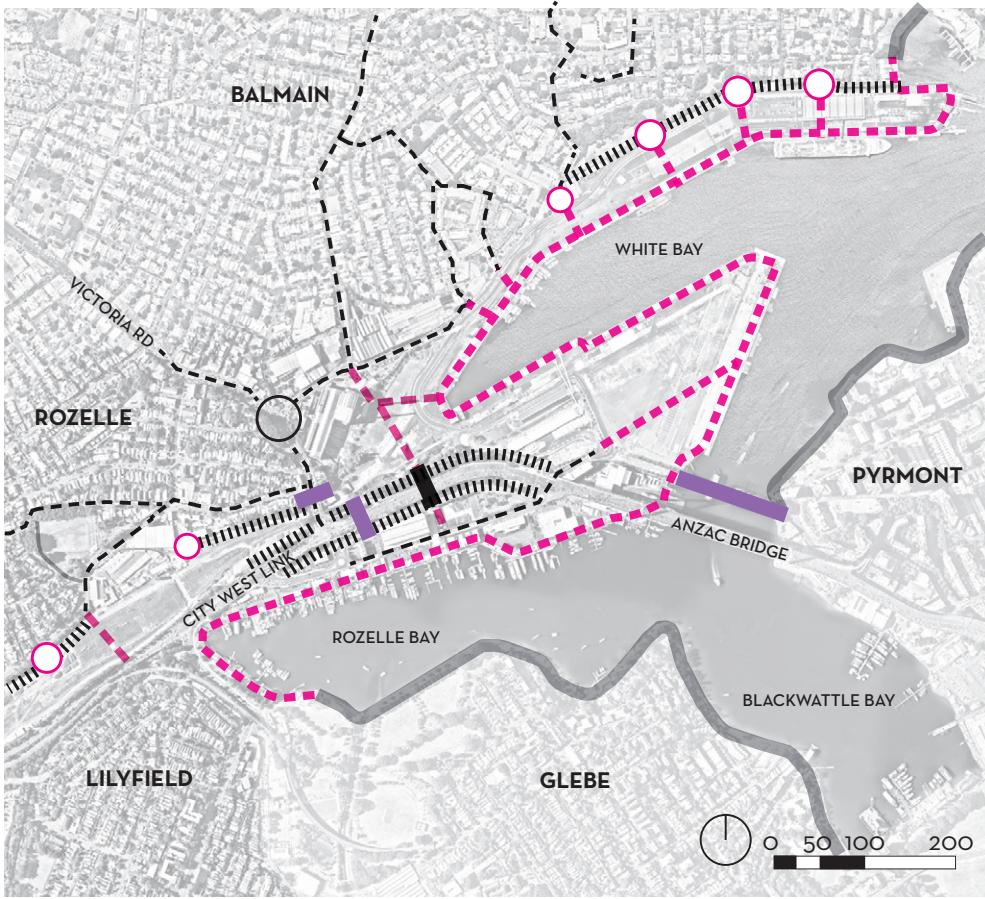 BALMAIN
WHITE BAY
VICTORIA RD
ROZELLE
PYRMONT
ANZAC BRIDGE
CITY WEST LINK
ROZELLE BAY
BLACKWATTLE BAY
LILYFIELD
GLEBE
0 50 100 200